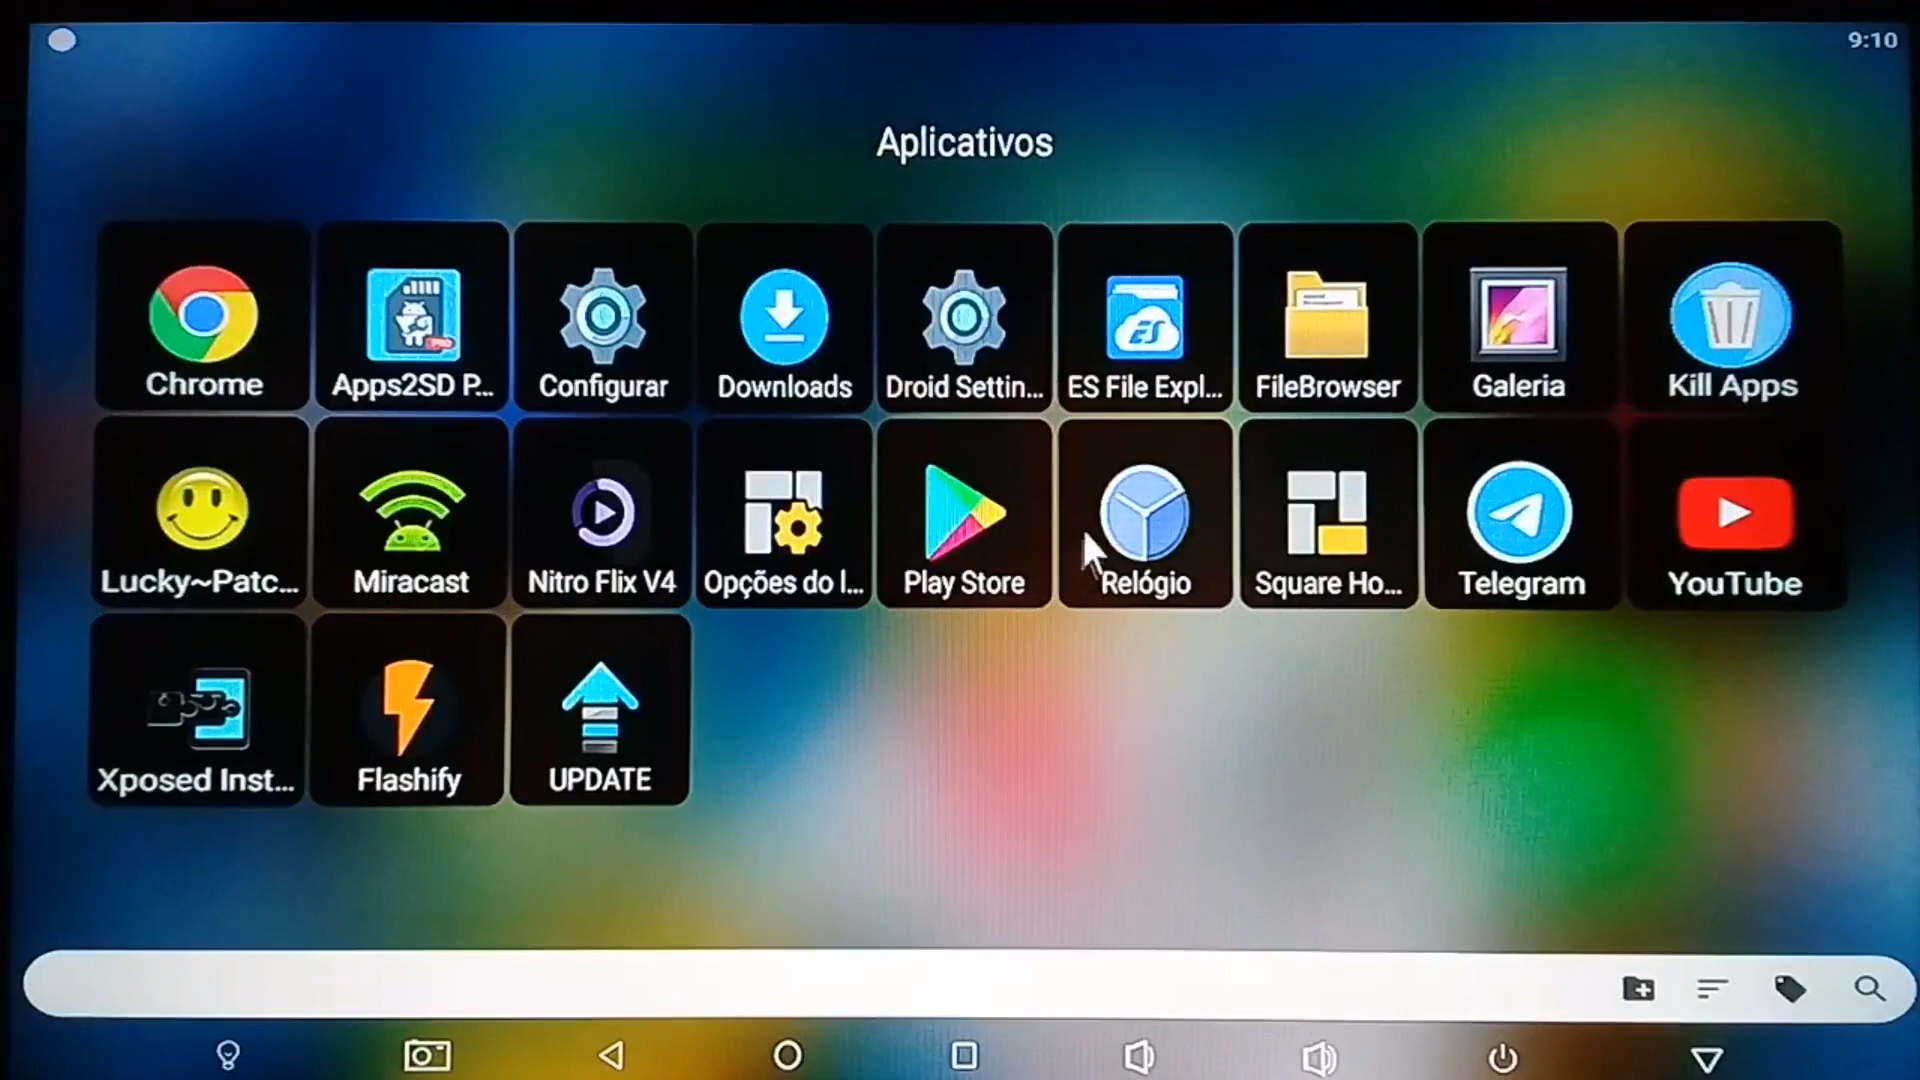 9:10
Aplicativos
Chrome
Apps2SD P...
Configurar
Downloads
Droid Settin...
ES File Expl...
FileBrowser
Galeria
Kill Apps
Lucky~Patc...
Miracast
Nitro Flix V4
Opções do l...
Play Store
Relógio
Square Ho...
Telegram
YouTube
Xposed Inst...
Flashify
UPDATE